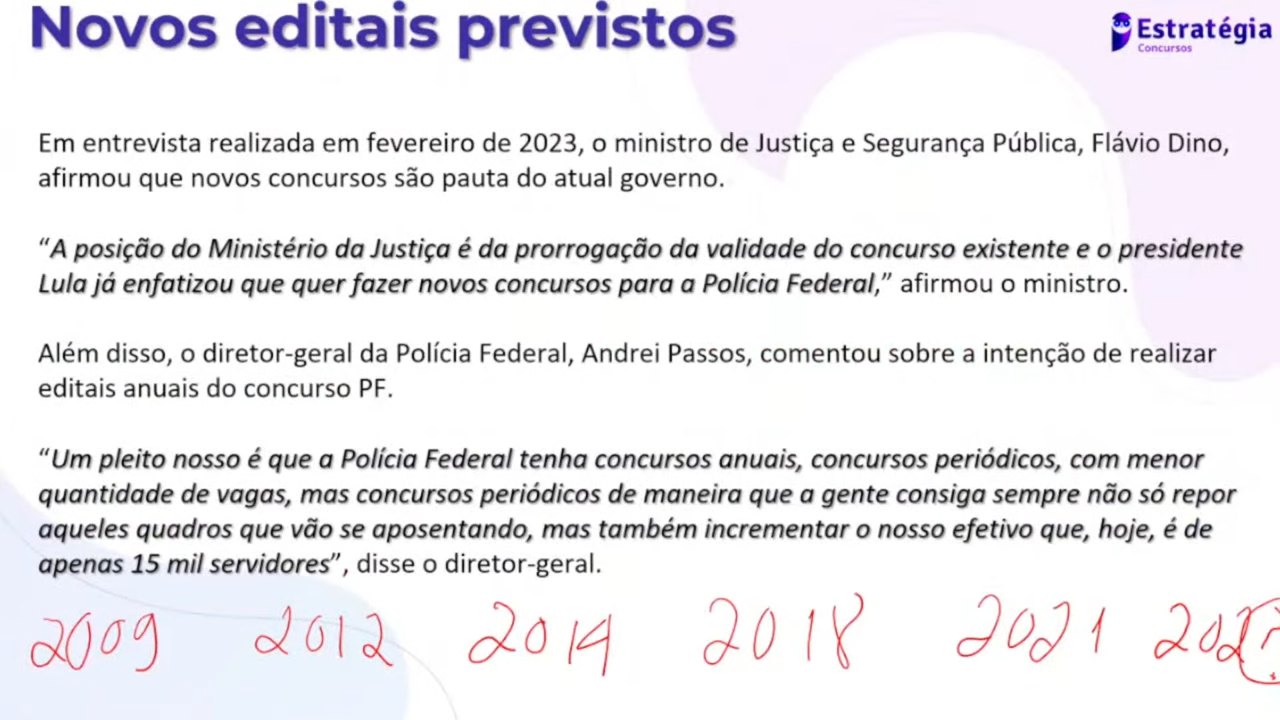 Novos editais previstos
Estratégia
Concursos
Em entrevista realizada em fevereiro de 2023, o ministro de Justiça e Segurança Pública, Flávio Dino,
afirmou que novos concursos são pauta do atual governo.
“A posição do Ministério da Justiça é da prorrogação da validade do concurso existente e o presidente
Lula já enfatizou que quer fazer novos concursos para a Polícia Federal,” afirmou o ministro.
Além disso, o diretor-geral da Polícia Federal, Andrei Passos, comentou sobre a intenção de realizar
editais anuais do concurso PF.
“Um pleito nosso é que a Polícia Federal tenha concursos anuais, concursos periódicos, com menor
quantidade de vagas, mas concursos periódicos de maneira que a gente consiga sempre não só repor
aqueles quadros que vão se aposentando, mas também incrementar o nosso efetivo que, hoje, é de
apenas 15 mil servidores”, disse o diretor-geral.
2009 2012 2014 2018 2021